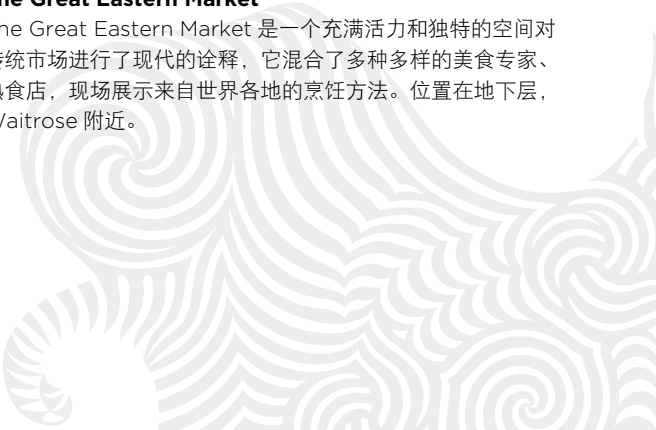 he Great Eastern Market
he Great Eastern Market 是一个充满活力和独特的空间对
统市场进行了现代的诠释，它混合了多种多样的美食专家、
食店，现场展示来自世界各地的烹饪方法。位置在地下层，
Waitrose 附近。